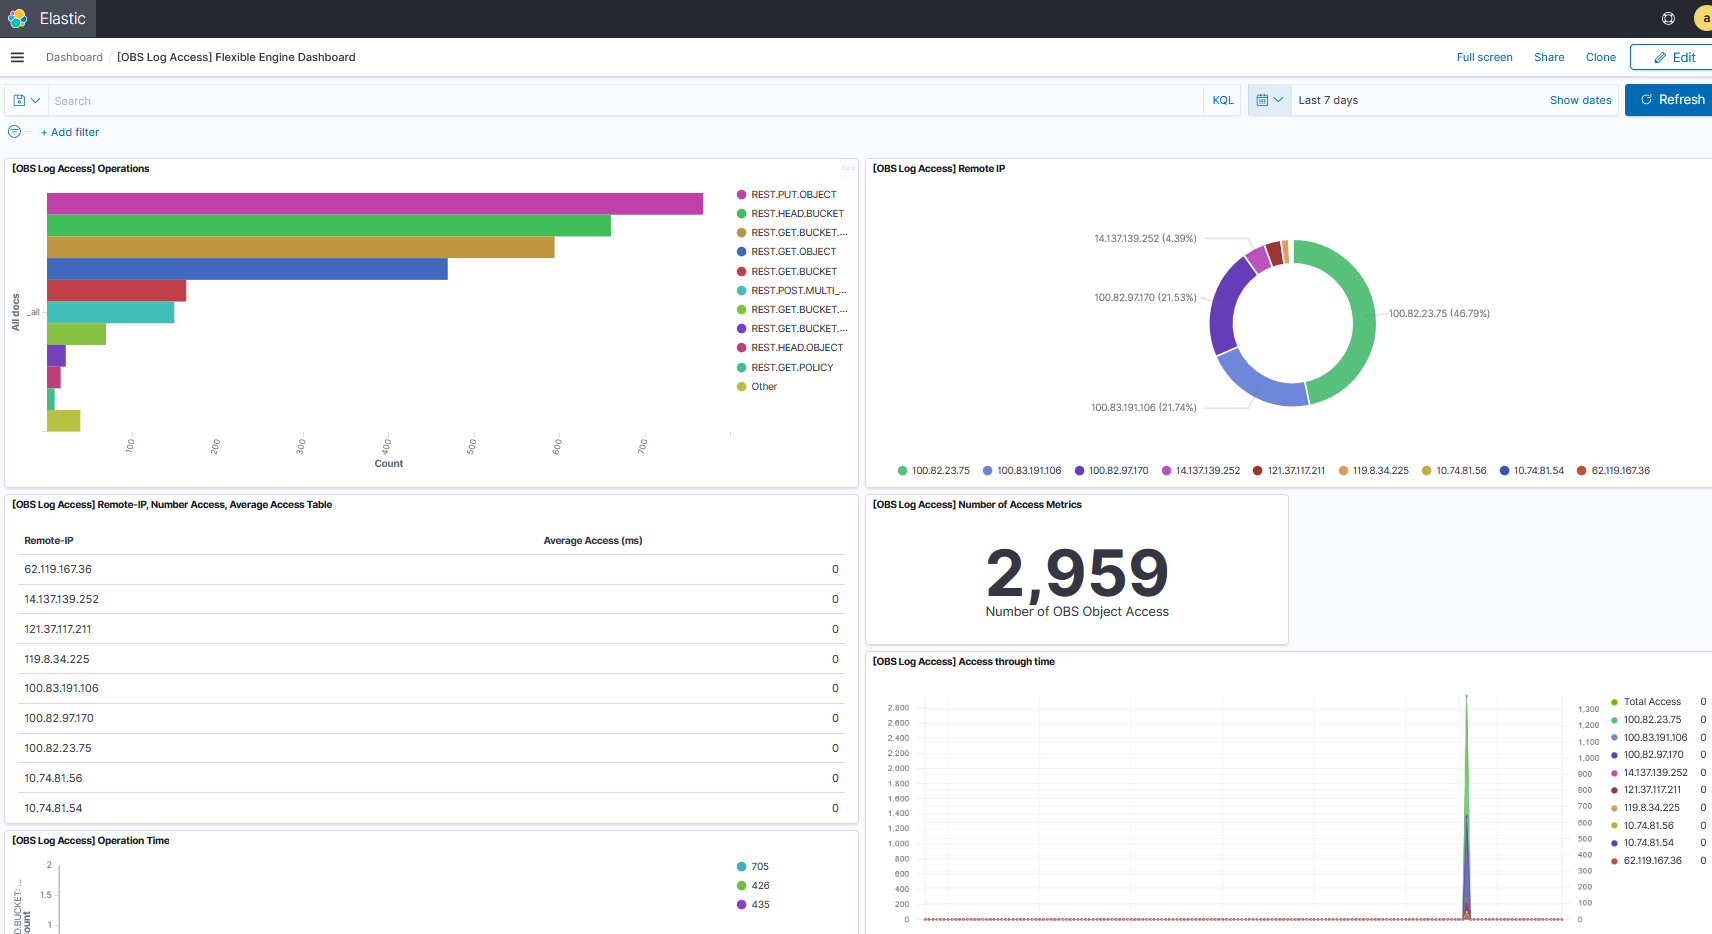 Elastic
a
Dashboard / [OBS Log Access] Flexible Engine Dashboard
Full screen
Share
Clone
Edit
Search
KQL
Last 7 days
Show dates
Refresh
+ Add filter
[OBS Log Access] Operations
All docs
_all
100
200
300
400
500
600
700
Count
REST.PUT.OBJECT
REST.HEAD.BUCKET
REST.GET.BUCKET....
REST.GET.OBJECT
REST.GET.BUCKET
REST.POST.MULTI_...
REST.GET.BUCKET....
REST.GET.BUCKET....
REST.HEAD.OBJECT
REST.GET.POLICY
Other
[OBS Log Access] Remote IP
14.137.139.252 (4.39%)
100.82.97.170 (21.53%)
100.82.23.75 (46.79%)
100.83.191.106 (21.74%)
100.82.23.75
100.83.191.106
100.82.97.170
14.137.139.252
121.37.117.211
119.8.34.225
10.74.81.56
10.74.81.54
62.119.167.36
[OBS Log Access] Remote-IP, Number Access, Average Access Table
Remote-IP Average Access (ms)
62.119.167.36 0
14.137.139.252 0
121.37.117.211 0
119.8.34.225 0
100.83.191.106 0
100.82.97.170 0
100.82.23.75 0
10.74.81.56 0
10.74.81.54 0
[OBS Log Access] Number of Access Metrics
2,959
Number of OBS Object Access
[OBS Log Access] Access through time
2,800
2,600
2,400
2,200
2,000
1,800
1,600
1,400
1,200
1,000
800
600
400
200
0
1,300
1,200
1,100
1,000
900
800
700
600
500
400
300
200
100
0
Total Access 0
100.82.23.75 0
100.83.191.106 0
100.82.97.170 0
14.137.139.252 0
121.37.117.211 0
119.8.34.225 0
10.74.81.56 0
10.74.81.54 0
62.119.167.36 0
[OBS Log Access] Operation Time
2
1.5
1
D.BUCKET: ...
ount
705
426
435